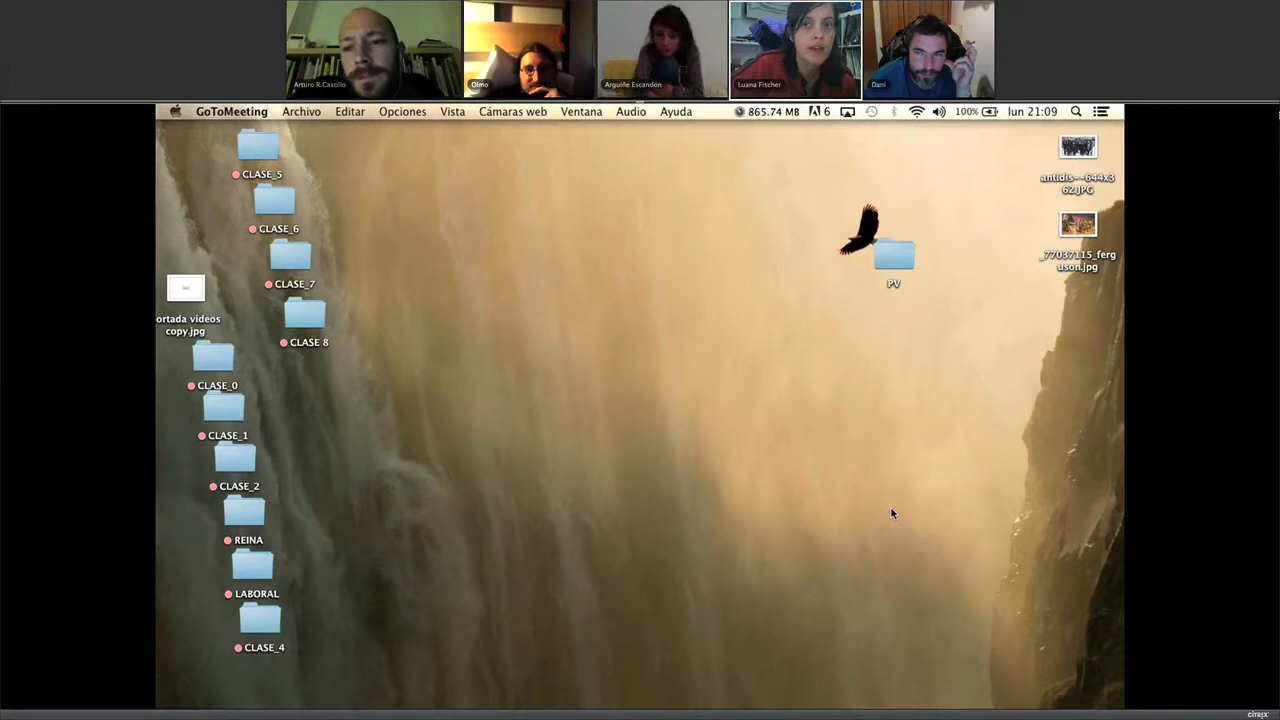 Arturo R.Castillo
Olmo
Arguiñe Escandon
Luana Fischer
Dani
GoToMeeting Archivo Editar Opciones Vista Cámaras web Ventana Audio Ayuda 865.74 MB 6 100% lun 21:09
CLASE_5
CLASE_6
CLASE_7
CLASE 8
ortada videos
copy.jpg
CLASE_0
CLASE_1
CLASE_2
REINA
LABORAL
CLASE_4
PV
antidis--644x3
62.JPG
_77037115_ferg
uson.jpg
CITRIX